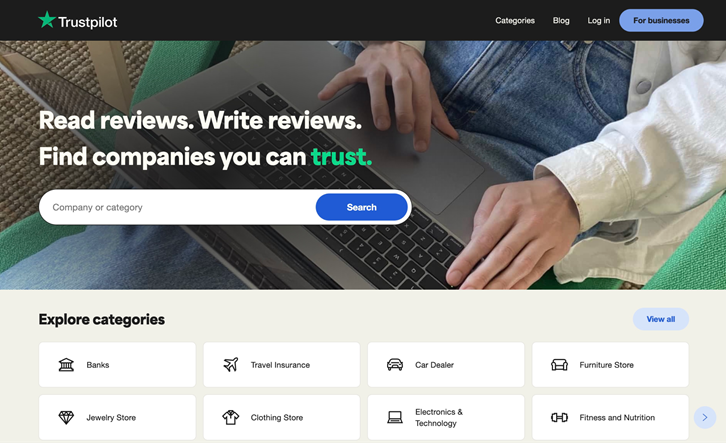 Trustpilot
Categories
Blog
Log in
For businesses
Read reviews. Write reviews.
Find companies you can trust.
Company or category
Search
Explore categories
View all
Banks
Travel Insurance
Car Dealer
Furniture Store
Jewelry Store
Clothing Store
Electronics &
Technology
Fitness and Nutrition